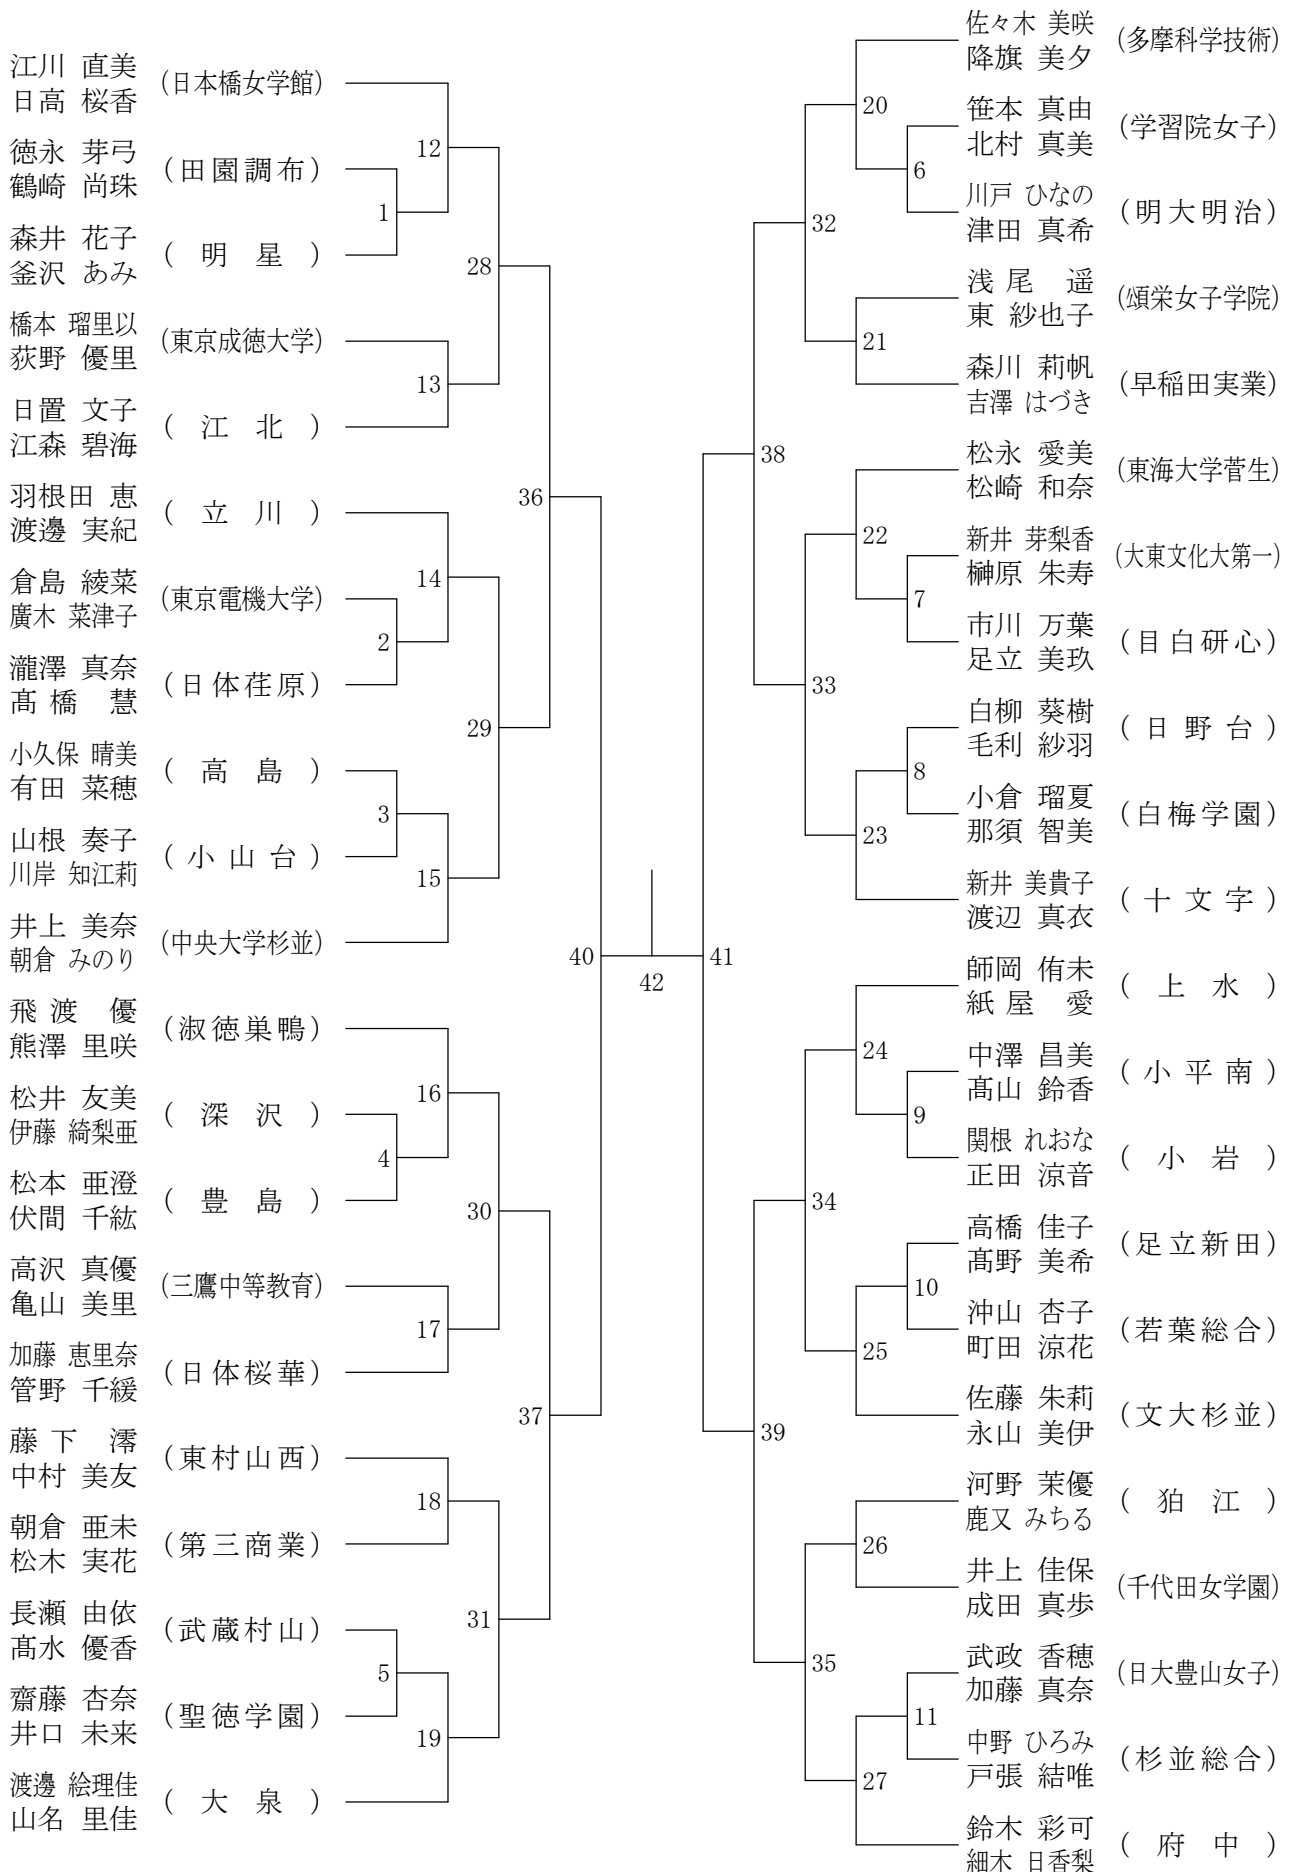 江川 直美
日高 桜香
(日本橋女学館)
徳永 芽弓
鶴崎 尚珠
(田園調布)
森井 花子
釜沢 あみ
(明星)
橋本 瑠里以
荻野 優里
(東京成徳大学)
日置 文子
江森 碧海
(江北)
羽根田 恵
渡邊 実紀
(立川)
倉島 綾菜
廣木 菜津子
(東京電機大学)
瀧澤 真奈
髙橋 慧
(日体荏原)
小久保 晴美
有田 菜穂
(高島)
山根 奏子
川岸 知江莉
(小山台)
井上 美奈
朝倉 みのり
(中央大学杉並)
飛渡 優
熊澤 里咲
(淑徳巣鴨)
松井 友美
伊藤 綺梨亜
(深沢)
松本 亜澄
伏間 千紘
(豊島)
高沢 真優
亀山 美里
(三鷹中等教育)
加藤 恵里奈
管野 千緩
(日体桜華)
藤下 澪
中村 美友
(東村山西)
朝倉 亜未
松木 実花
(第三商業)
長瀬 由依
髙水 優香
(武蔵村山)
齋藤 杏奈
井口 未来
(聖徳学園)
渡邊 絵理佳
山名 里佳
(大泉)
1
2
3
4
5
12
13
14
15
16
17
18
19
28
29
30
31
36
37
40
42
41
38
39
32
33
34
35
20
21
22
23
24
25
26
27
6
7
8
9
10
11
佐々木 美咲
降旗 美夕
(多摩科学技術)
笹本 真由
北村 真美
(学習院女子)
川戸 ひなの
津田 真希
(明大明治)
浅尾 遥
東 紗也子
(頌栄女子学院)
森川 莉帆
吉澤 はづき
(早稲田実業)
松永 愛美
松崎 和奈
(東海大学菅生)
新井 芽梨香
榊原 朱寿
(大東文化大第一)
市川 万葉
足立 美玖
(目白研心)
白柳 葵樹
毛利 紗羽
(日野台)
小倉 瑠夏
那須 智美
(白梅学園)
新井 美貴子
渡辺 真衣
(十文字)
師岡 侑未
紙屋 愛
(上水)
中澤 昌美
髙山 鈴香
(小平南)
関根 れおな
正田 涼音
(小岩)
高橋 佳子
髙野 美希
(足立新田)
沖山 杏子
町田 涼花
(若葉総合)
佐藤 朱莉
永山 美伊
(文大杉並)
河野 茉優
鹿又 みちる
(狛江)
井上 佳保
成田 真歩
(千代田女学園)
武政 香穂
加藤 真奈
(日大豊山女子)
中野 ひろみ
戸張 結唯
(杉並総合)
鈴木 彩可
細木 日香梨
(府中)